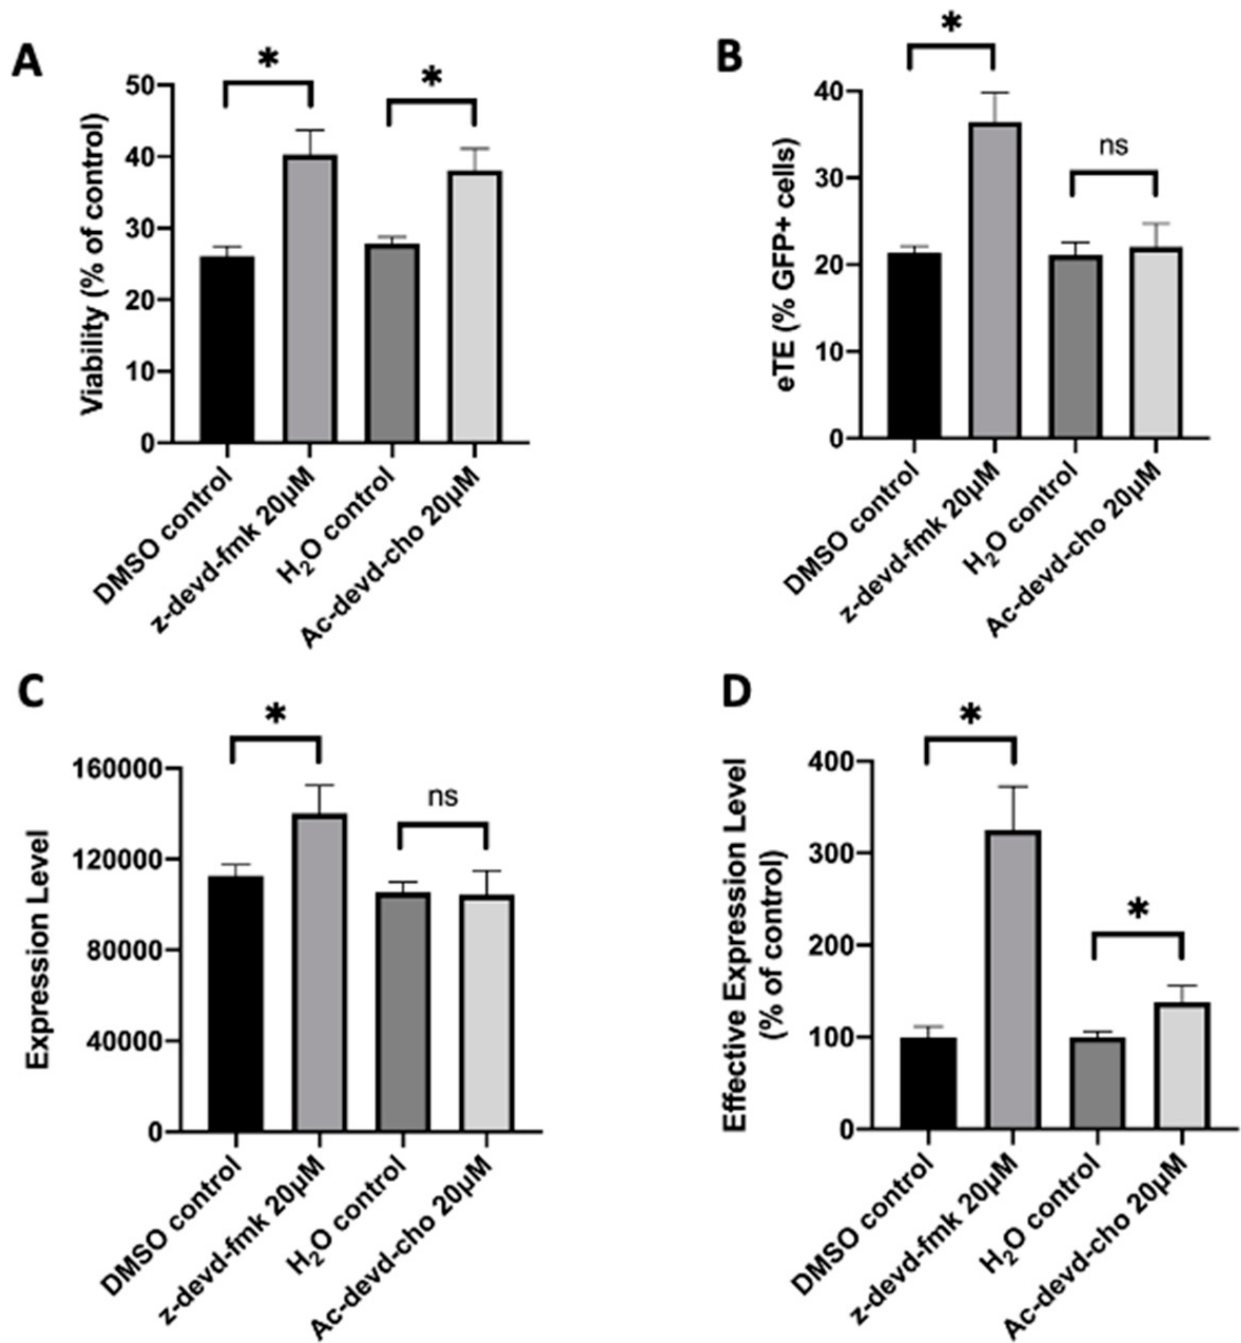 A
*
*
50
40
30
20
10
0
Viability (% of control)
DMSO control
z-devd-fmk 20μM
H₂O control
Ac-devd-cho 20μM
B
*
ns
40
30
20
10
0
eTE (% GFP+ cells)
DMSO control
z-devd-fmk 20μM
H₂O control
Ac-devd-cho 20μM
C
*
ns
160000
120000
80000
40000
0
Expression Level
DMSO control
z-devd-fmk 20μM
H₂O control
Ac-devd-cho 20μM
D
*
*
400
300
200
100
0
Effective Expression Level
(% of control)
DMSO control
z-devd-fmk 20μM
H₂O control
Ac-devd-cho 20μM